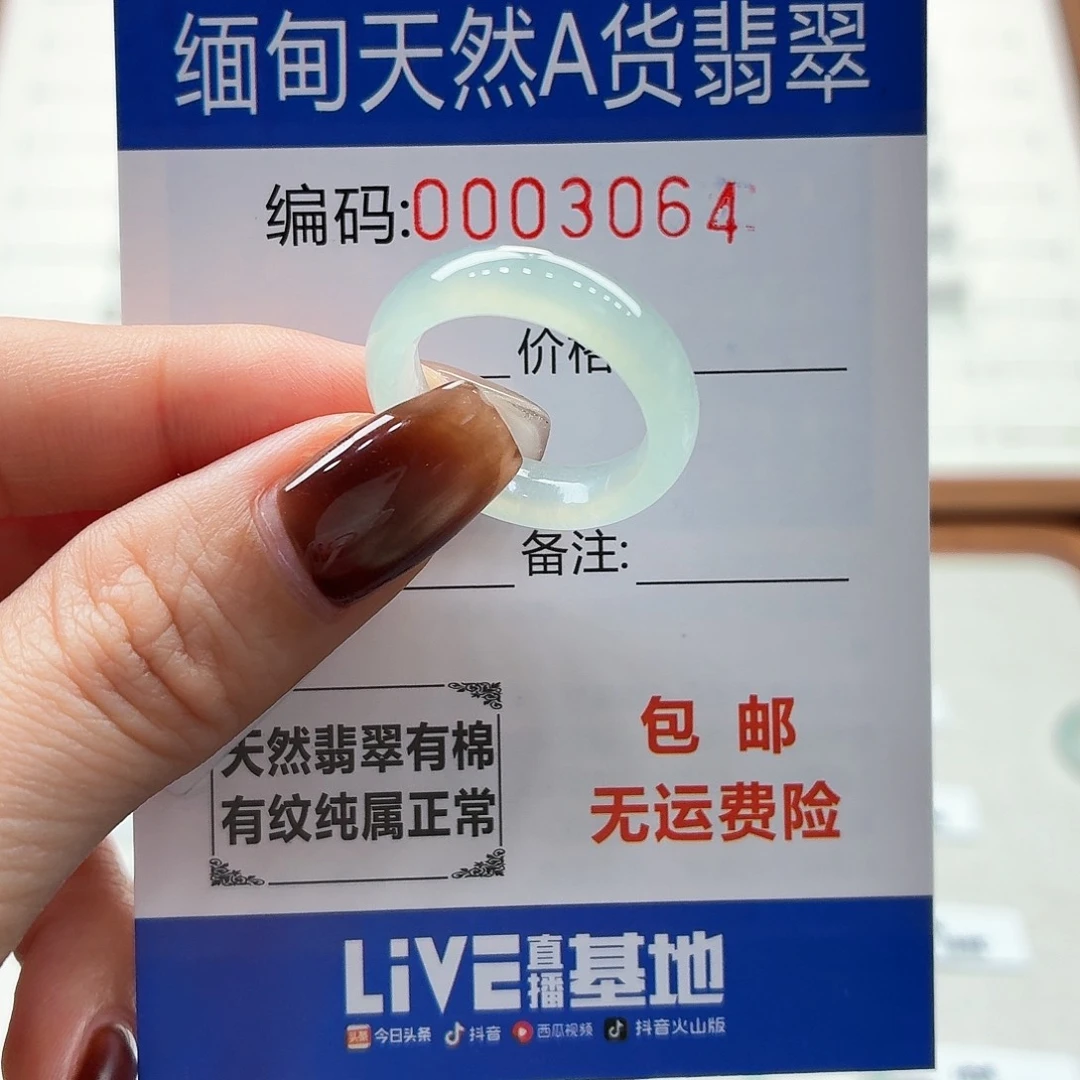 缅甸天然A货翡翠
编码:0003064
价格
备注:
天然翡翠有棉
有纹纯属正常
包 邮
无运费险
LiVE直播基地
头条 今日头条 抖音 西瓜视频 抖音火山版